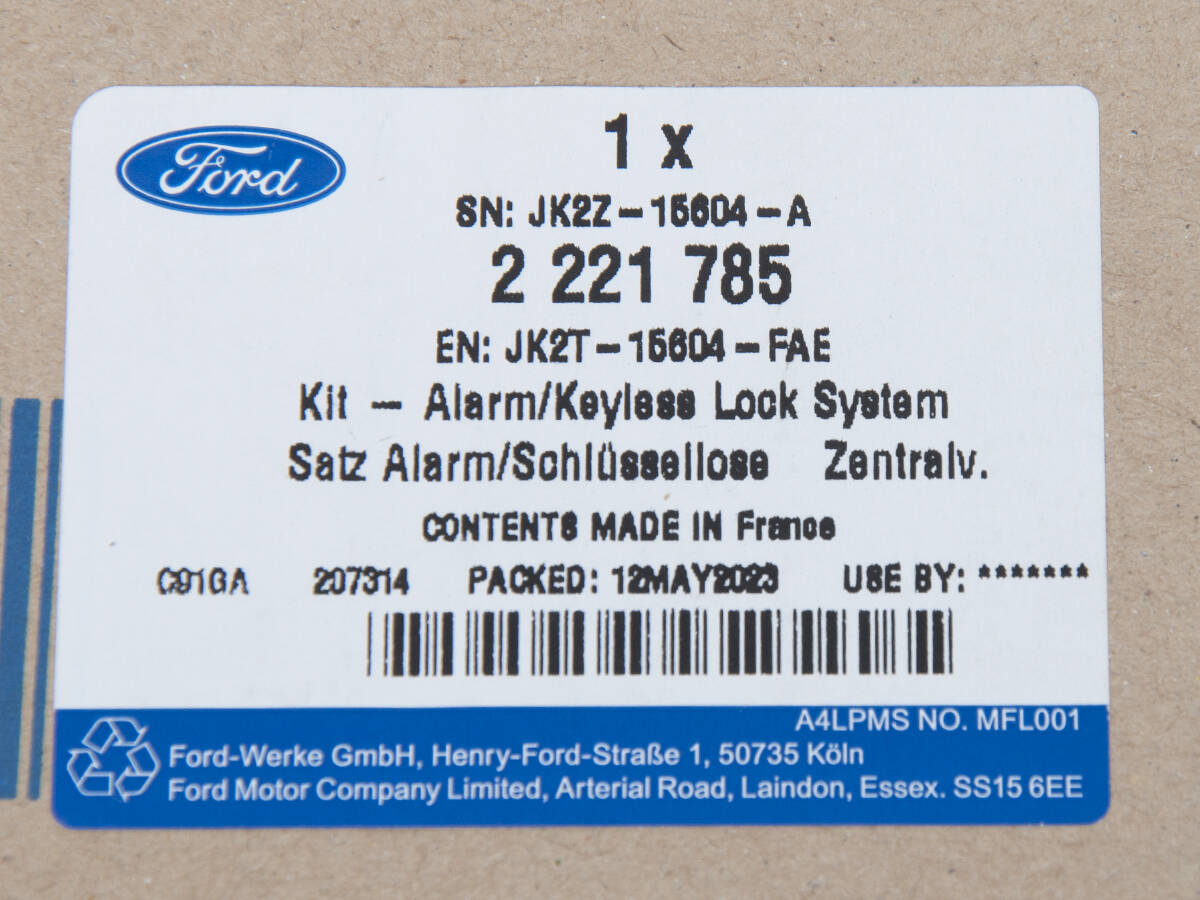 Ford
1 x
SN: JK2Z-15604-A
2 221 785
EN: JK2T-15604-FAE
Kit - Alarm/Keyless Lock System
Satz Alarm/Schlüssellose Zentralv.
CONTENTS MADE IN France
C91GA 207314 PACKED: 12MAY2023 USE BY: *******
A4LPMS NO. MFL001
Ford-Werke GmbH, Henry-Ford-Straße 1, 50735 Köln
Ford Motor Company Limited, Arterial Road, Laindon, Essex. SS15 6EE